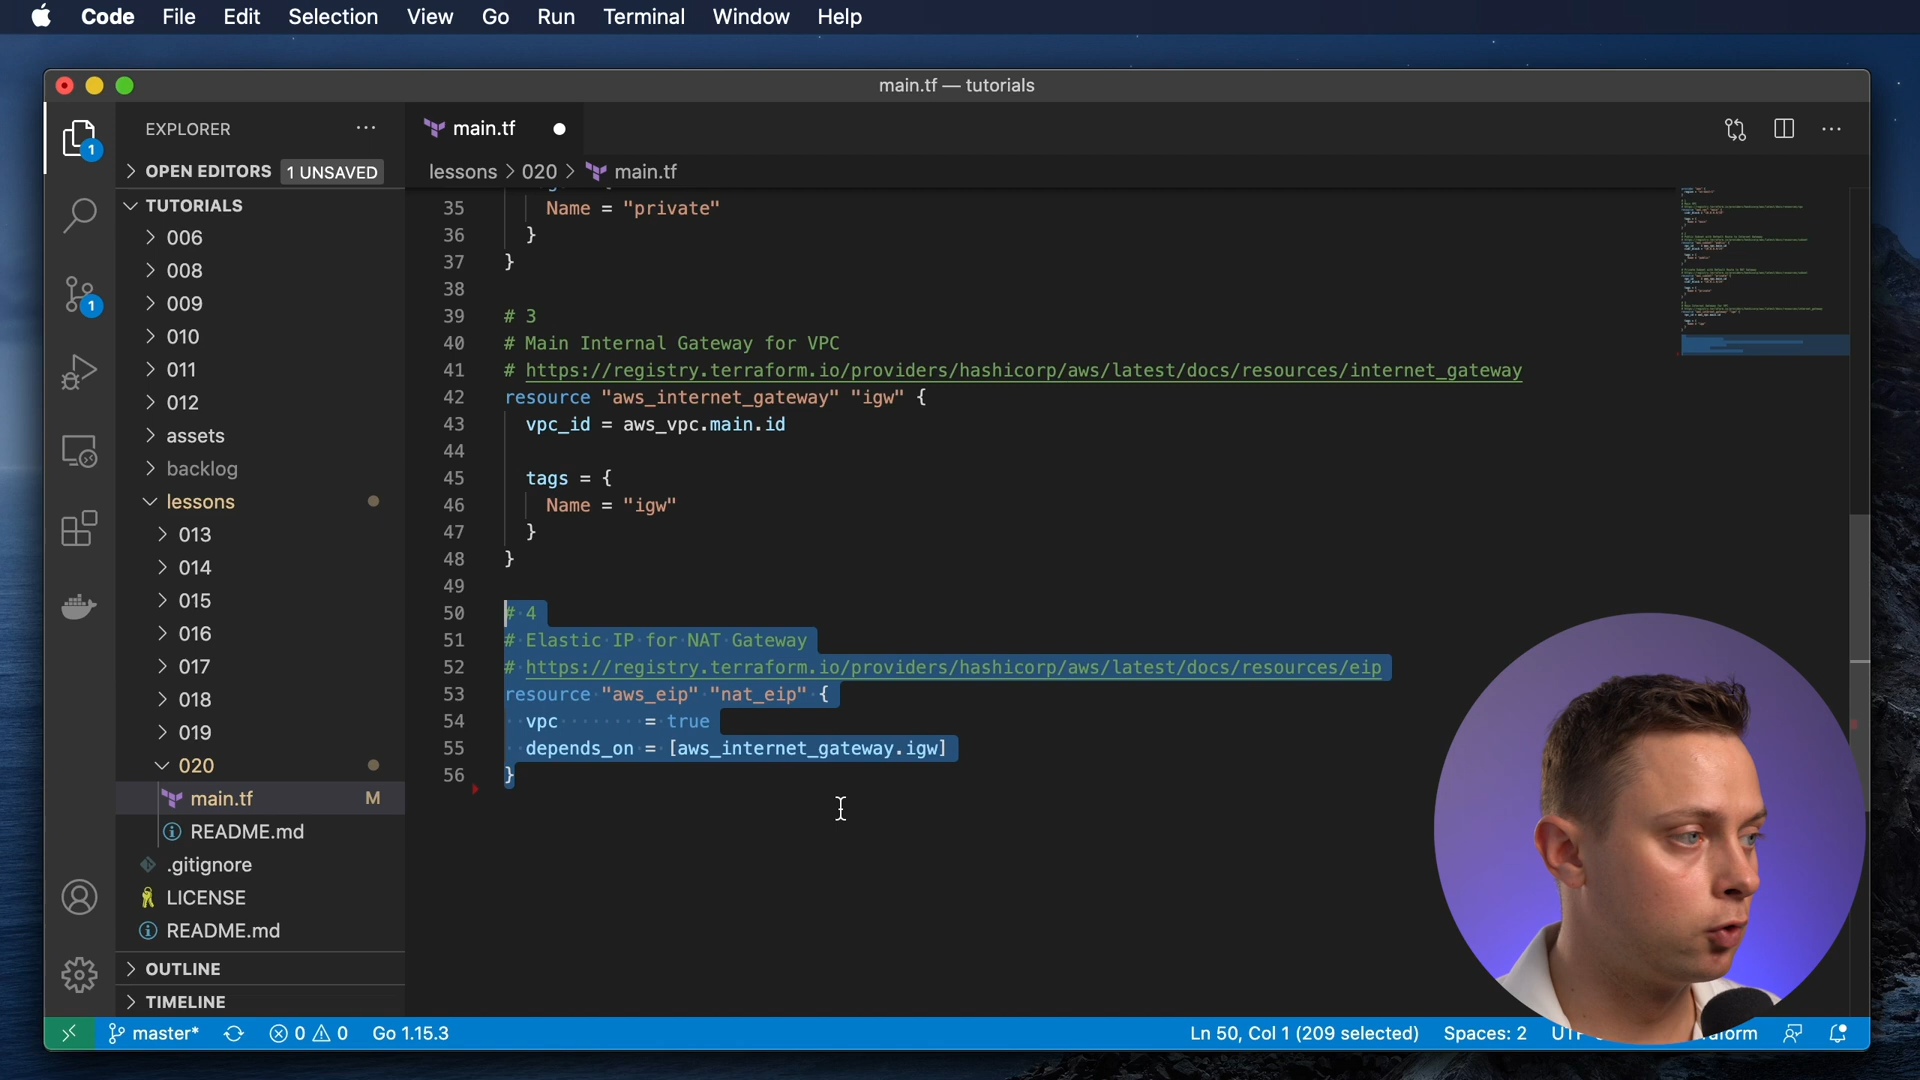 Code File Edit Selection View Go Run Terminal Window Help
main.tf — tutorials
EXPLORER
OPEN EDITORS 1 UNSAVED
TUTORIALS
006
008
009
010
011
012
assets
backlog
lessons
013
014
015
016
017
018
019
020
main.tf M
README.md
.gitignore
LICENSE
README.md
OUTLINE
TIMELINE
main.tf
lessons > 020 > main.tf
35 Name = "private"
36 }
37 }
38
39 # 3
40 # Main Internal Gateway for VPC
41 # https://registry.terraform.io/providers/hashicorp/aws/latest/docs/resources/internet_gateway
42 resource "aws_internet_gateway" "igw" {
43 vpc_id = aws_vpc.main.id
44
45 tags = {
46 Name = "igw"
47 }
48 }
49
50 # 4
51 # Elastic IP for NAT Gateway
52 # https://registry.terraform.io/providers/hashicorp/aws/latest/docs/resources/eip
53 resource "aws_eip" "nat_eip" {
54 vpc = true
55 depends_on = [aws_internet_gateway.igw]
56 }
1
1
master* 0 0 Go 1.15.3 Ln 50, Col 1 (209 selected) Spaces: 2